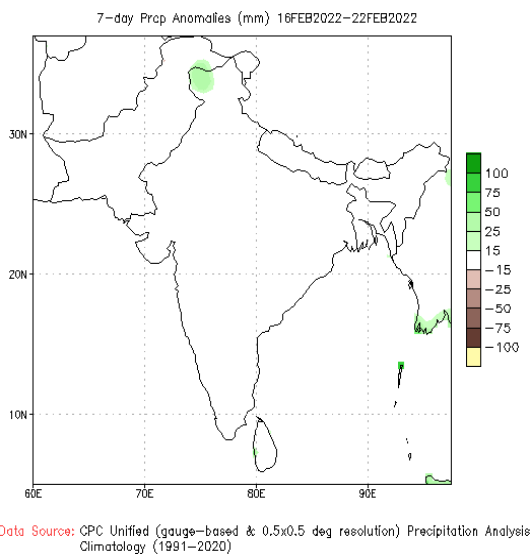 7-day Prcp Anomalies (mm) 16FEB2022-22FEB2022
30N
20N
10N
60E 70E 80E 90E
100
75
50
25
15
-15
-25
-50
-75
-100
Data Source: CPC Unified (gauge-based & 0.5x0.5 deg resolution) Precipitation Analysis
Climatology (1991-2020)